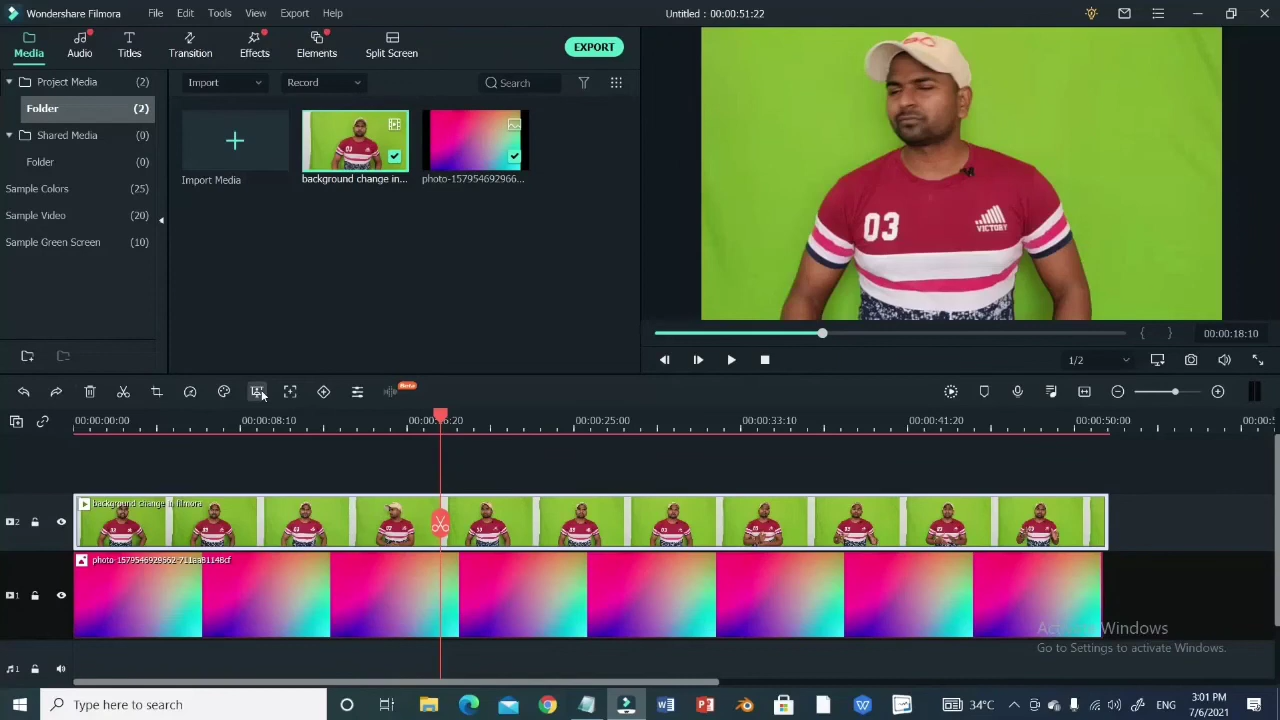 Wondershare Filmora File Edit Tools View Export Help Untitled : 00:00:51:22
Media Audio Titles Transition Effects Elements Split Screen EXPORT
Project Media (2)
Folder (2)
Shared Media (0)
Folder (0)
Sample Colors (25)
Sample Video (20)
Sample Green Screen (10)
Import Record Search
Import Media background change in... photo-157954692966...
03 VICTORY
00:00:18:10
1/2
Beta
00:00:00:00 00:00:08:10 00:00:25:00 00:00:33:10 00:00:41:20 00:00:50:00
background change in filmora
2
1
1
Activate Windows
Go to Settings to activate Windows.
Type here to search 34°C ENG 3:01 PM
7/6/2021